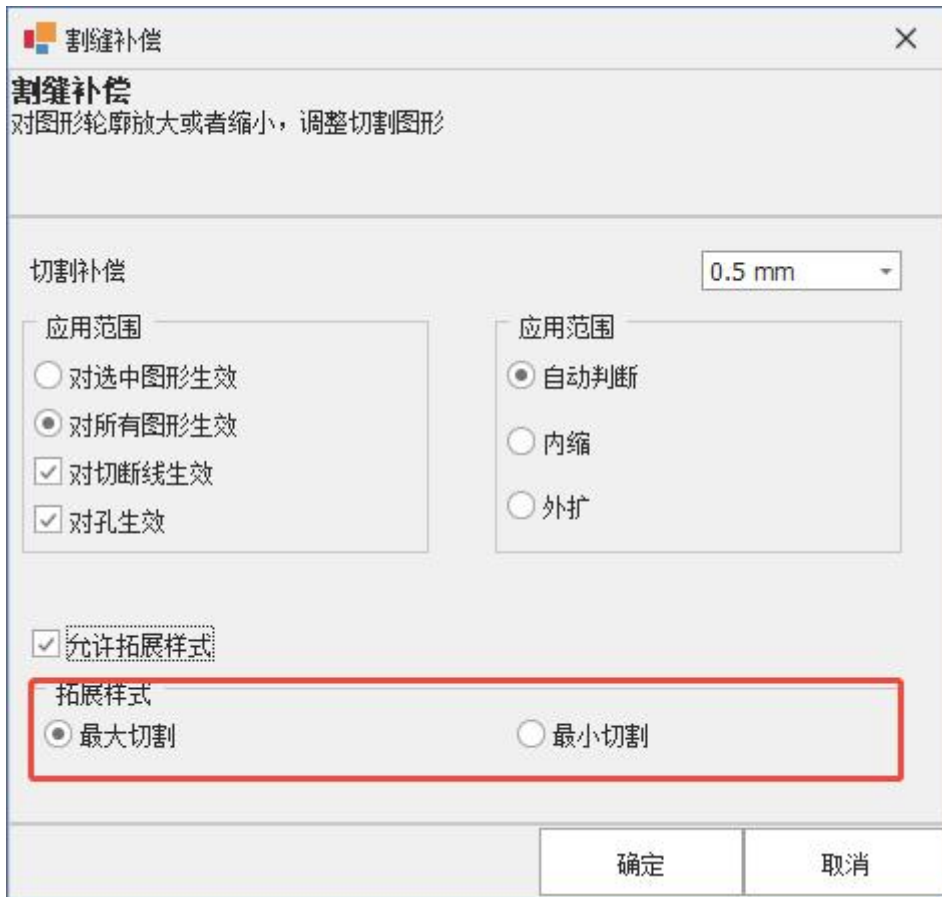 割缝补偿
割缝补偿
对图形轮廓放大或者缩小，调整切割图形
切割补偿
0.5 mm
应用范围
对选中图形生效
对所有图形生效
对切断线生效
对孔生效
应用范围
自动判断
内缩
外扩
允许拓展样式
拓展样式
最大切割
最小切割
确定
取消